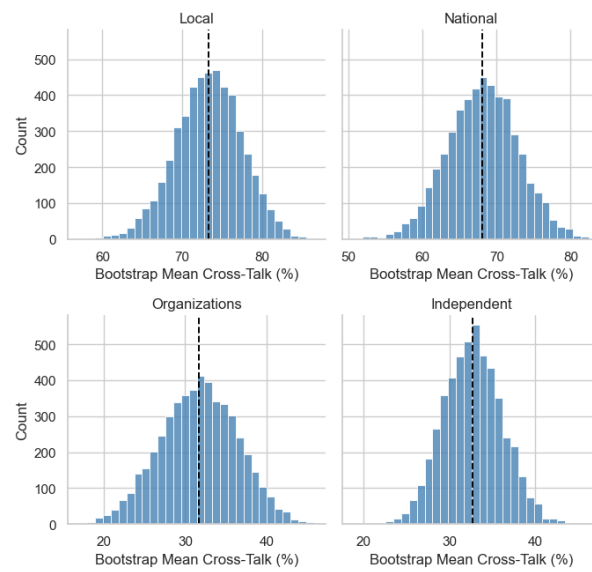 Local
National
500
400
300
200
100
0
Count
60
70
80
50
60
70
80
Bootstrap Mean Cross-Talk (%)
Bootstrap Mean Cross-Talk (%)
Organizations
Independent
500
400
300
200
100
0
Count
20
30
40
20
30
40
Bootstrap Mean Cross-Talk (%)
Bootstrap Mean Cross-Talk (%)